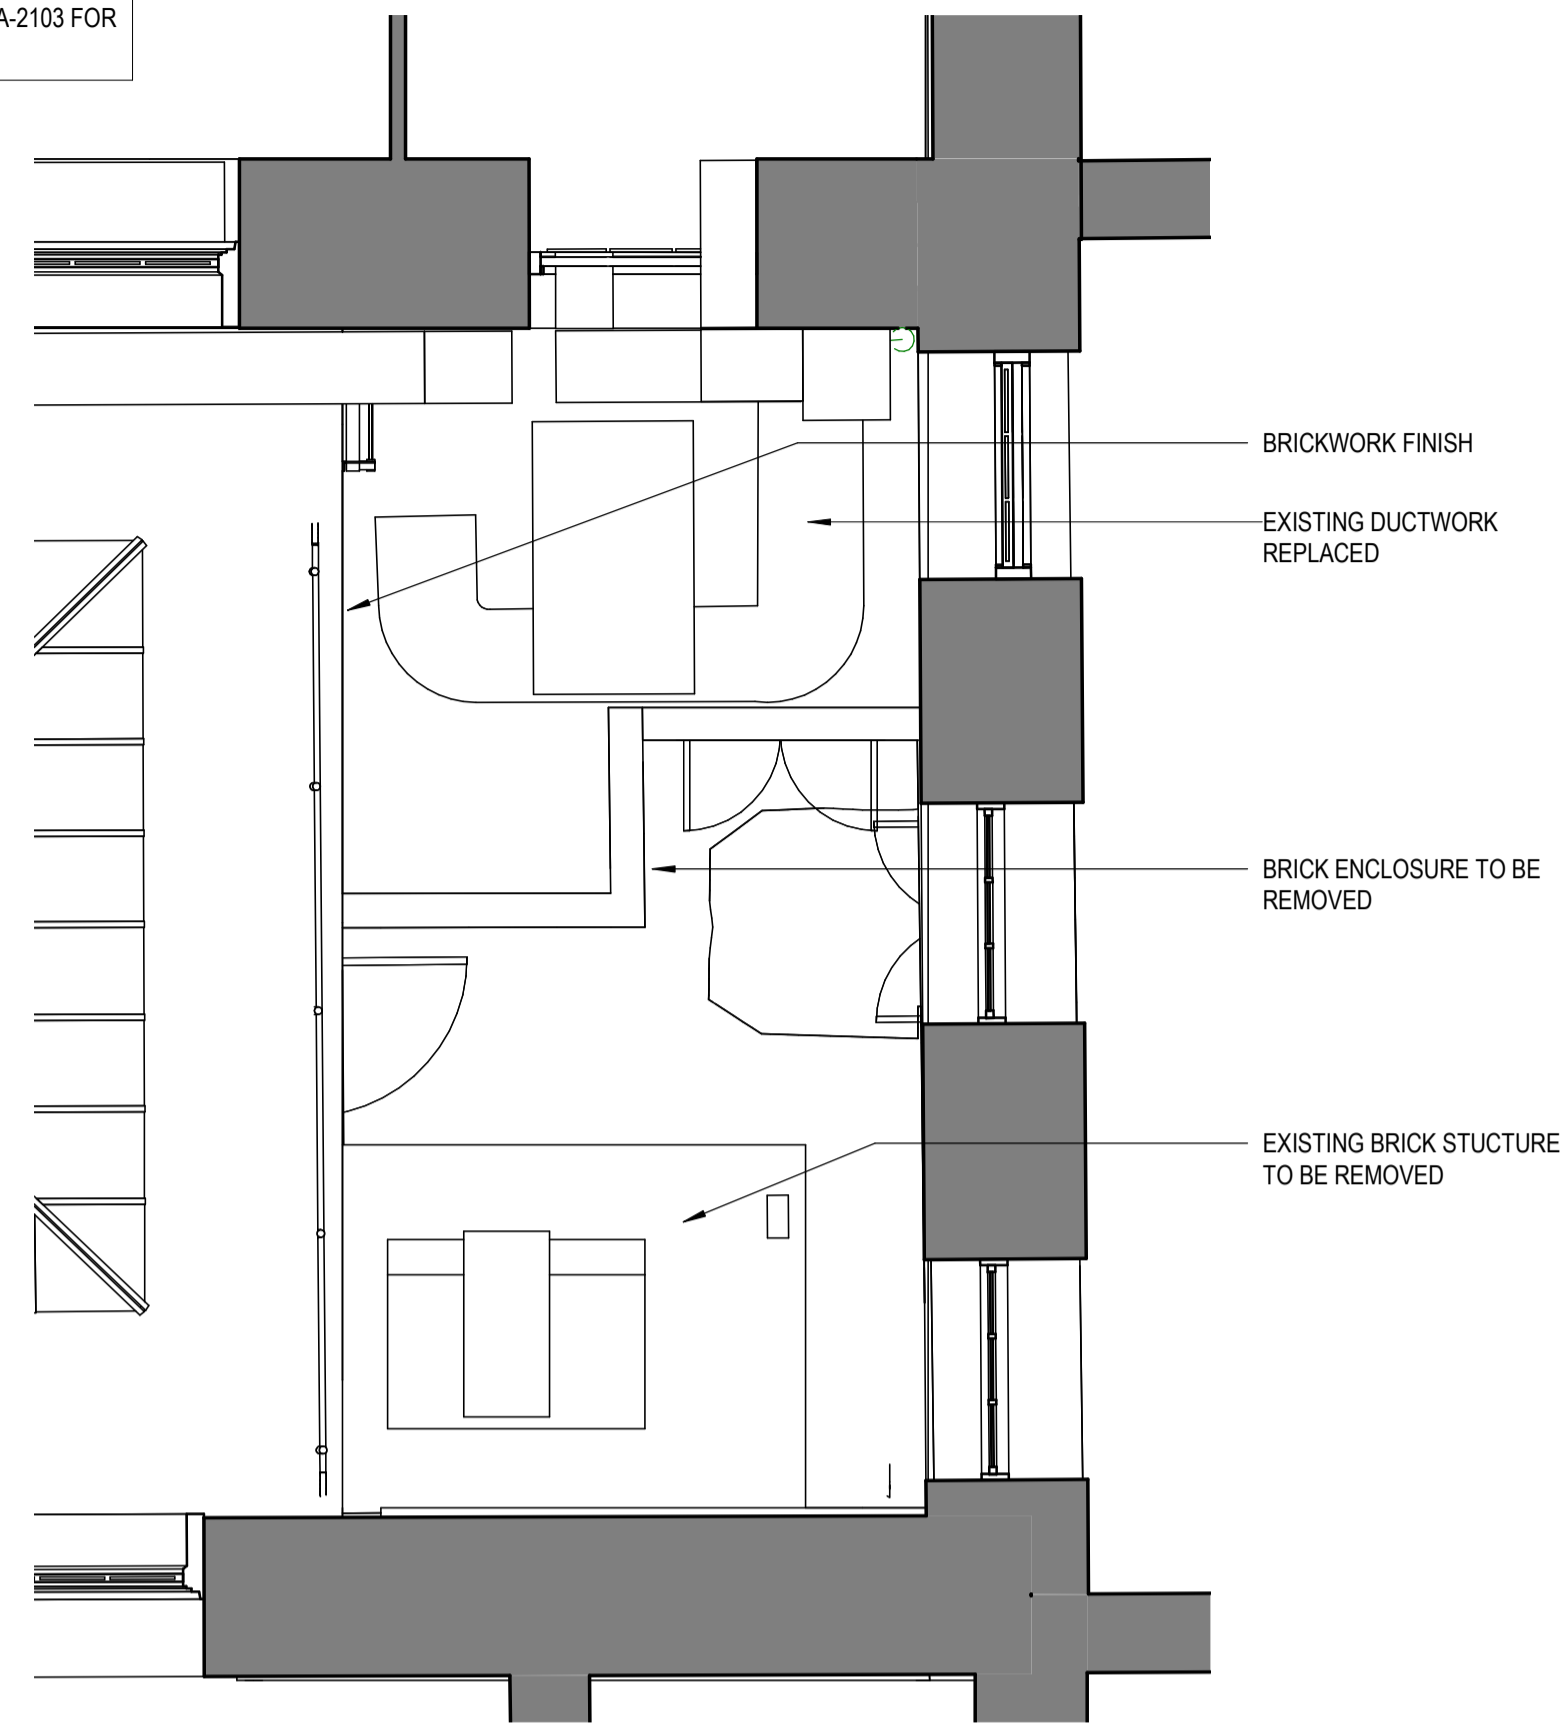 A-2103 FOR
BRICKWORK FINISH
EXISTING DUCTWORK
REPLACED
BRICK ENCLOSURE TO BE
REMOVED
EXISTING BRICK STUCTURE
TO BE REMOVED